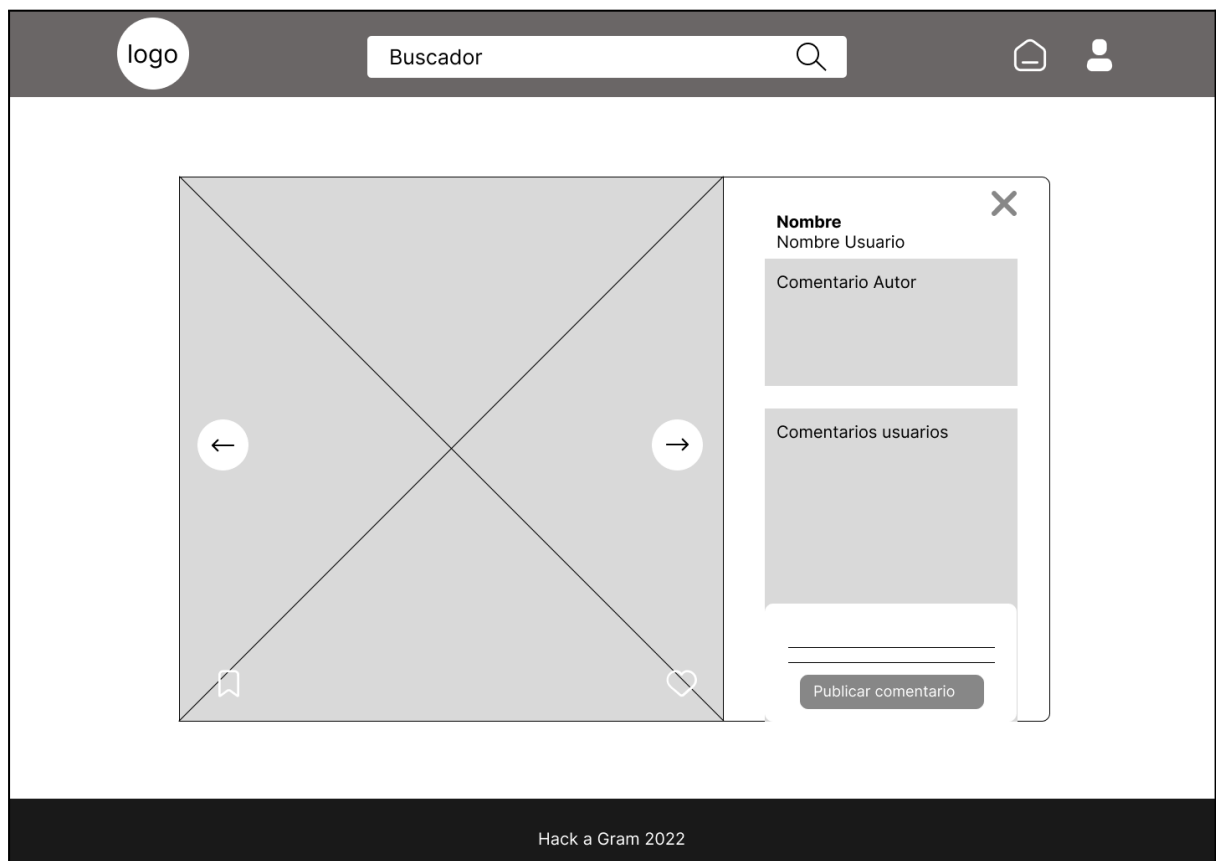 logo
Buscador
Nombre
Nombre Usuario
Comentario Autor
Comentarios usuarios
Publicar comentario
Hack a Gram 2022